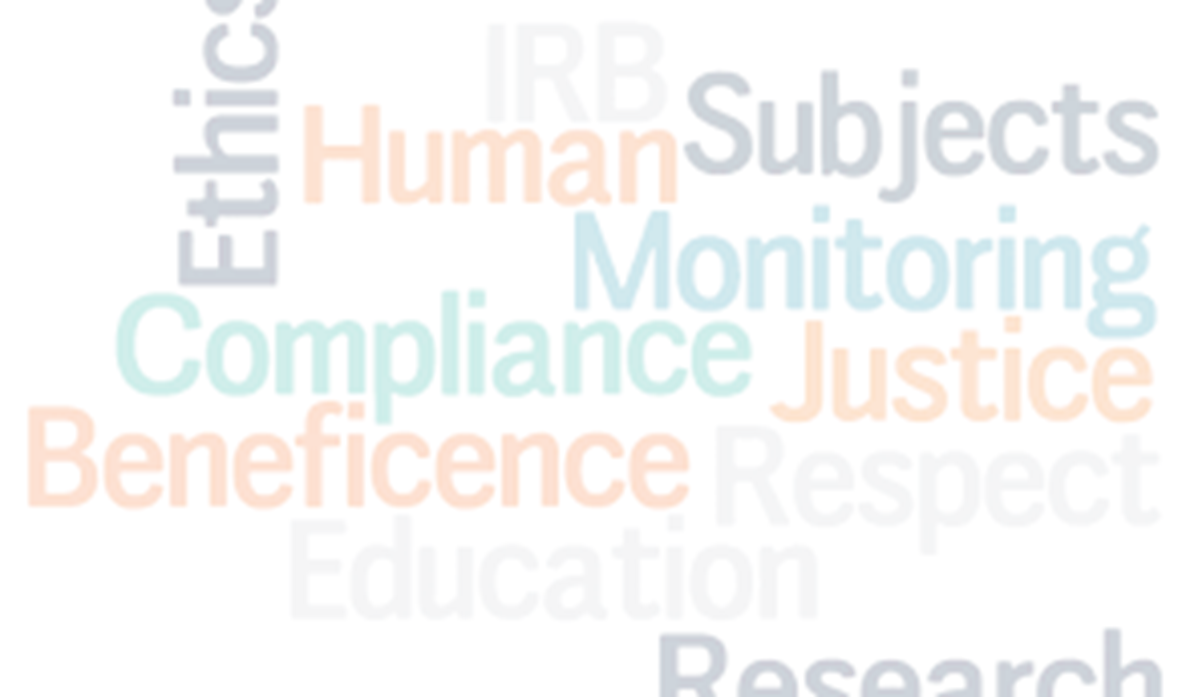 Ethics
IRB
Human
Subjects
Monitoring
Compliance
Justice
Beneficence
Respect
Education
Research